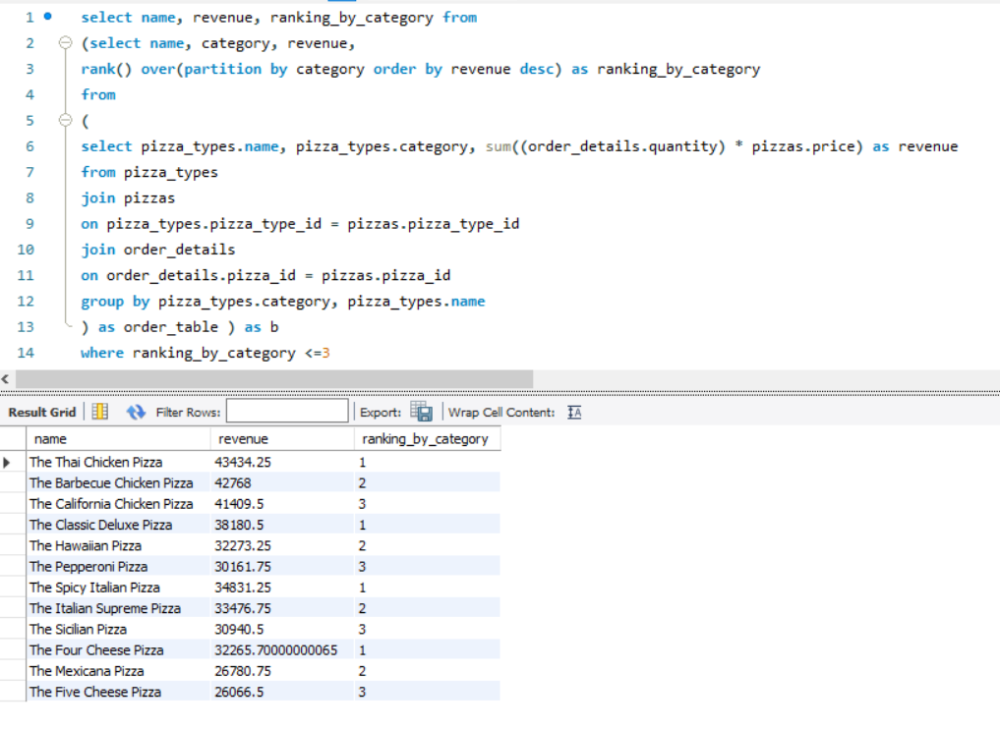 1 select name, revenue, ranking_by_category from
2 (select name, category, revenue,
3 rank() over(partition by category order by revenue desc) as ranking_by_category
4 from
5 (
6 select pizza_types.name, pizza_types.category, sum((order_details.quantity) * pizzas.price) as revenue
7 from pizza_types
8 join pizzas
9 on pizza_types.pizza_type_id = pizzas.pizza_type_id
10 join order_details
11 on order_details.pizza_id = pizzas.pizza_id
12 group by pizza_types.category, pizza_types.name
13 ) as order_table ) as b
14 where ranking_by_category <=3
Result Grid Filter Rows: Export: Wrap Cell Content:
name revenue ranking_by_category
The Thai Chicken Pizza 43434.25 1
The Barbecue Chicken Pizza 42768 2
The California Chicken Pizza 41409.5 3
The Classic Deluxe Pizza 38180.5 1
The Hawaiian Pizza 32273.25 2
The Pepperoni Pizza 30161.75 3
The Spicy Italian Pizza 34831.25 1
The Italian Supreme Pizza 33476.75 2
The Sicilian Pizza 30940.5 3
The Four Cheese Pizza 32265.70000000065 1
The Mexicana Pizza 26780.75 2
The Five Cheese Pizza 26066.5 3